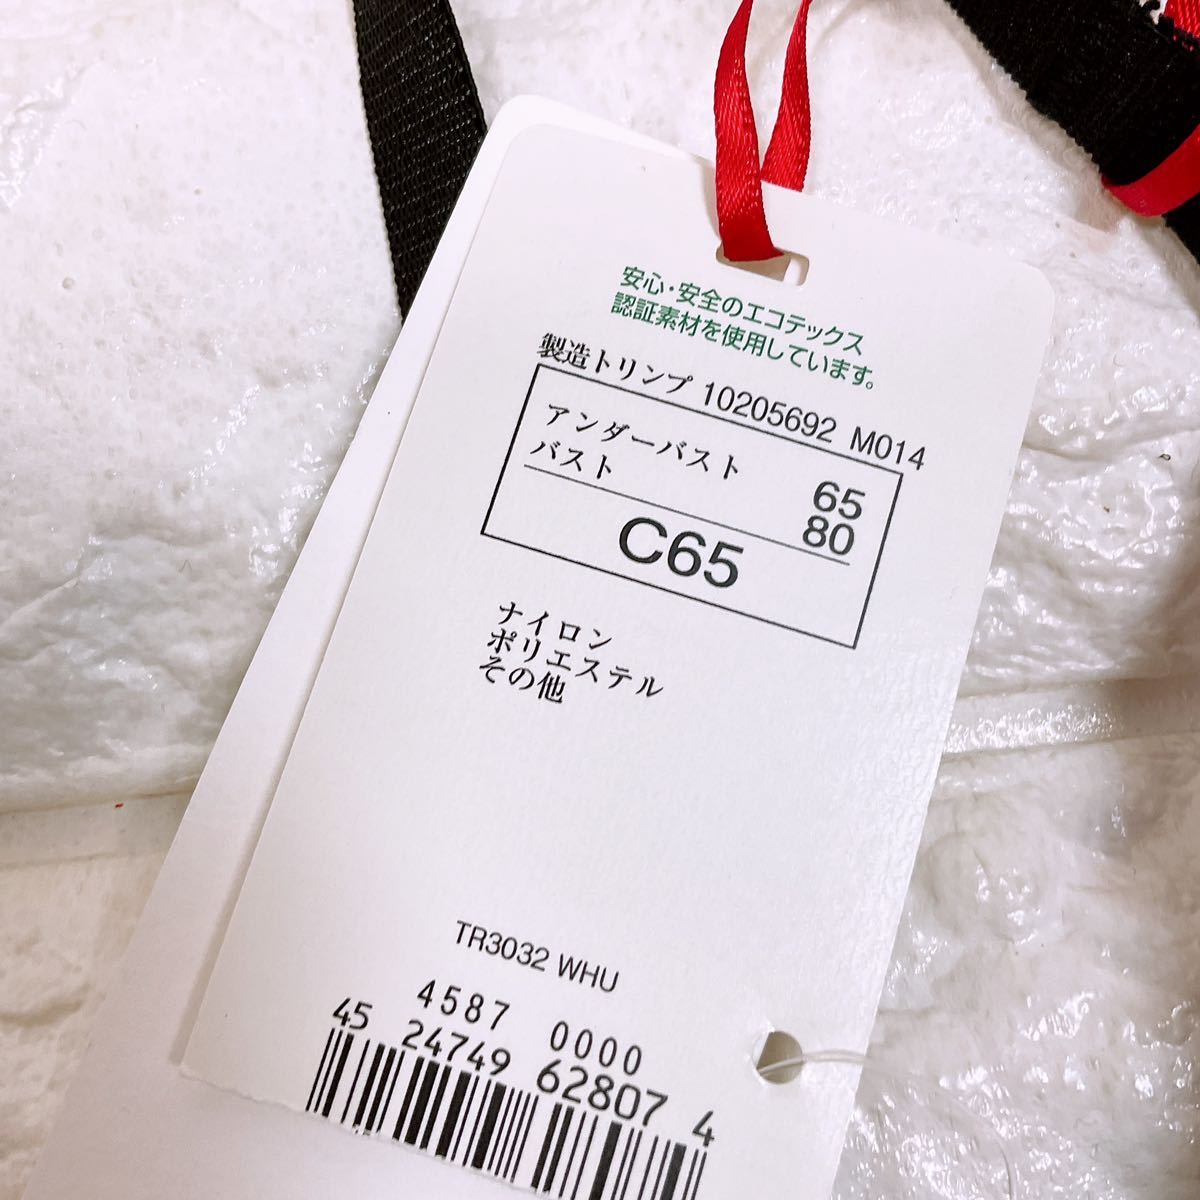 安心・安全のエコテックス
認証素材を使用しています。
製造トリンプ 10205692 M014
アンダーバスト 65
バスト 80
C65
ナイロン
ポリエステル
その他
TR3032 WHU
4587 0000
45 24749 62807 4